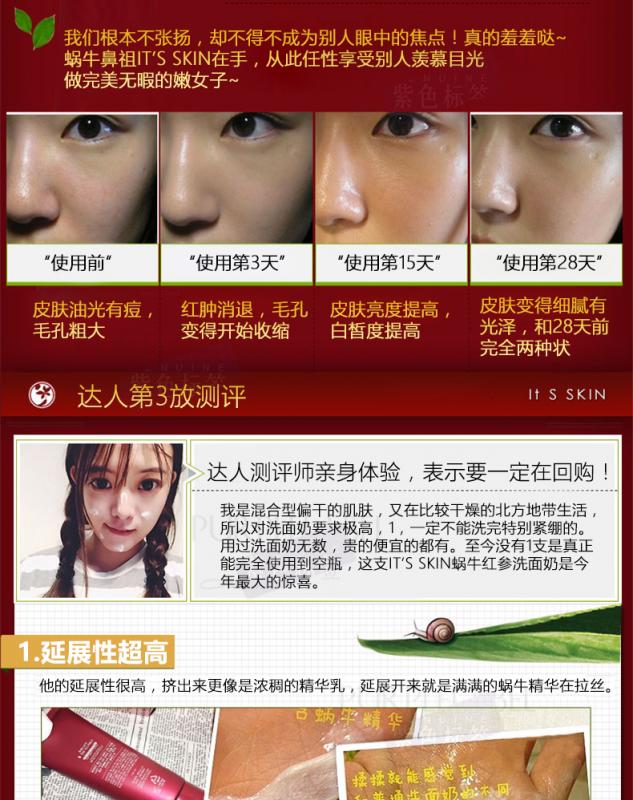 我们根本不张扬，却不得不成为别人眼中的焦点！真的羞羞哒~
蜗牛鼻祖IT'S SKIN在手，从此任性享受别人羡慕目光
做完美无暇的嫩女子~
紫色标签
"使用前"
"使用第3天"
"使用第15天"
"使用第28天"
皮肤油光有痘，
毛孔粗大
红肿消退，毛孔
变得开始收缩
皮肤亮度提高，
白皙度提高
皮肤变得细腻有
光泽，和28天前
完全两种状
NUINE
紫色标签
达人第3放测评
It S SKIN
达人测评师亲身体验，表示要一定在回购！
我是混合型偏干的肌肤，又在比较干燥的北方地带生活，
所以对洗面奶要求极高，1，一定不能洗完特别紧绷的。
用过洗面奶无数，贵的便宜的都有。至今没有1支是真正
能完全使用到空瓶，这支IT'S SKIN蜗牛红参洗面奶是今
年最大的惊喜。
1.延展性超高
他的延展性很高，挤出来更像是浓稠的精华乳，延展开来就是满满的蜗牛精华在拉丝。
蜗牛精华
揉揉就能感觉到
和普通洗面奶的不同